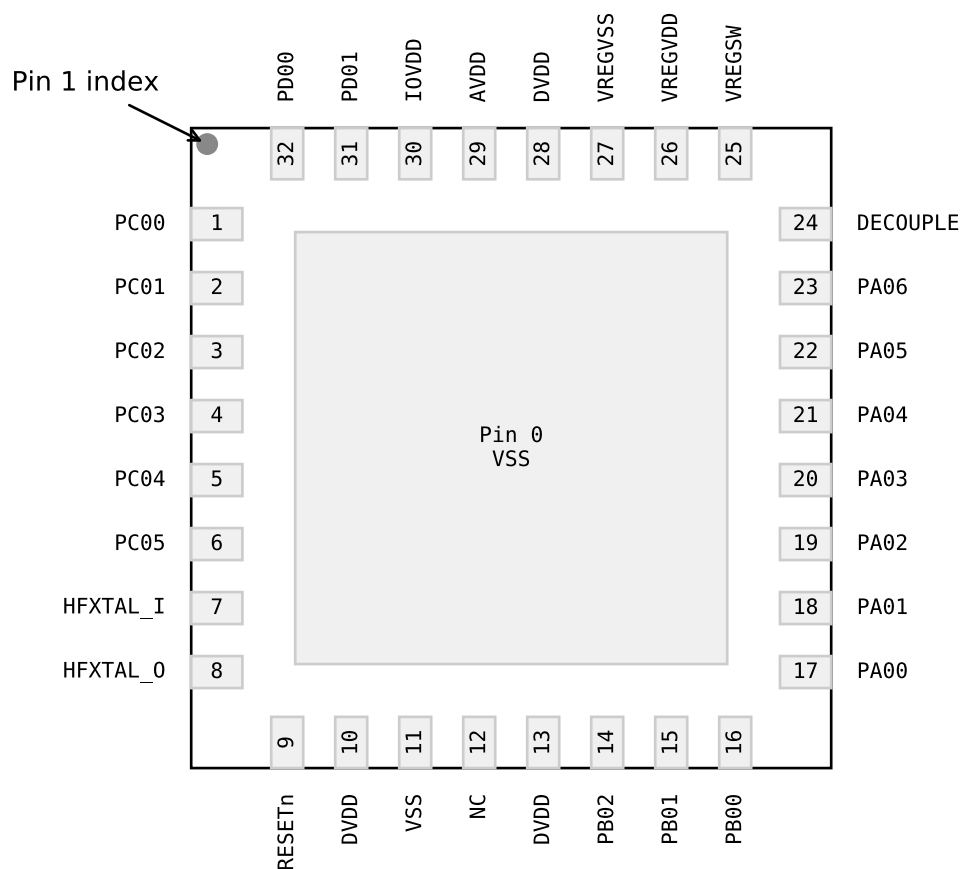 PD00 PD01 IOVDD AVDD DVDD VREGVSS VREGVDD VREGSW
Pin 1 index
32 31 30 29 28 27 26 25
PC00 1 24 DECOUPLE
PC01 2 23 PA06
PC02 3 22 PA05
PC03 4 21 PA04
Pin 0
VSS
PC04 5 20 PA03
PC05 6 19 PA02
HFXTAL_I 7 18 PA01
HFXTAL_O 8 17 PA00
9 10 11 12 13 14 15 16
RESETn DVDD VSS NC DVDD PB02 PB01 PB00